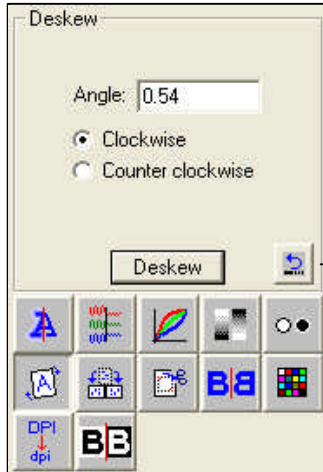 Deskew
Angle: 0.54
Clockwise
Counter clockwise
Deskew
A
A B B
DPI
dpi
B B